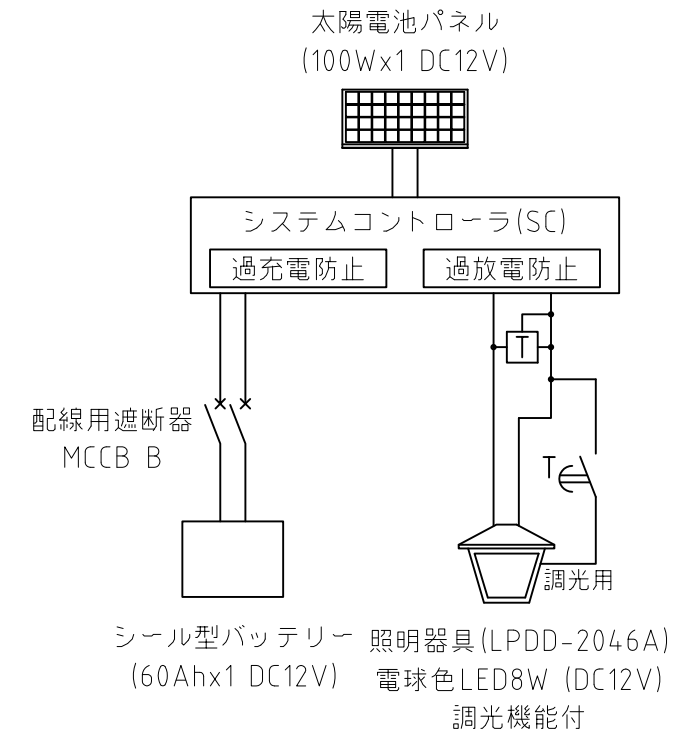 太陽電池パネル
(100Wx1 DC12V)
システムコントローラ(SC)
過充電防止
過放電防止
T
配線用遮断器
MCCB B
T
調光用
シール型バッテリー
(60Ahx1 DC12V)
照明器具(LPDD-2046A)
電球色LED8W (DC12V)
調光機能付